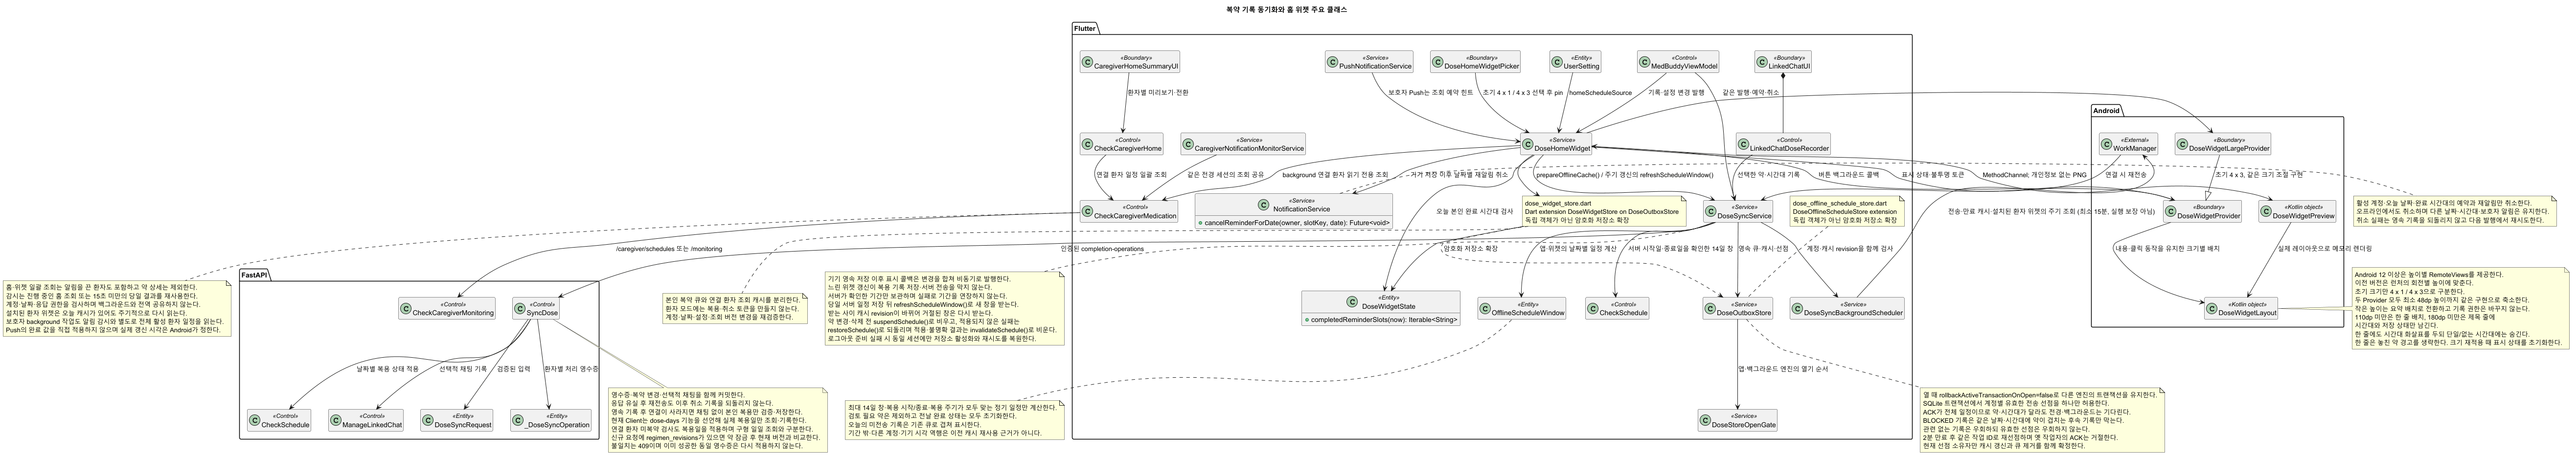 복약 기록 동기화와 홈 위젯 주요 클래스
Flutter
«Boundary»
CaregiverHomeSummaryUI
«Service»
PushNotificationService
«Boundary»
DoseHomeWidgetPicker
«Entity»
UserSetting
«Control»
MedBuddyViewModel
«Boundary»
LinkedChatUI
환자별 미리보기·전환
보호자 Push는 조회 예약 힌트
초기 4 x 1 / 4 x 3 선택 후 pin
homeScheduleSource
기록·설정 변경 발행
같은 발행·예약·취소
«Control»
CheckCaregiverHome
«Service»
CaregiverNotificationMonitorService
«Service»
DoseHomeWidget
«Control»
LinkedChatDoseRecorder
연결 환자 일정 일괄 조회
같은 전경 세션의 조회 공유
background 연결 환자 읽기 전용 조회
거가 저장 이후 날짜별 재알림 취소
prepareOfflineCache() / 주기 갱신의 refreshScheduleWindow()
선택한 약·시간대 기록
버튼 백그라운드 콜백
표시 상태·불투명 토큰
MethodChannel, 개인정보 없는 PNG
«Control»
CheckCaregiverMedication
«Service»
NotificationService
cancelReminderForDate(owner, slotKey, date): Future<void>
오늘 본인 완료 시간대 검사
dose_widget_store.dart
Dart extension DoseWidgetStore on DoseOutboxStore
독립 객체가 아닌 암호화 저장소 확장
«Service»
DoseSyncService
dose_offline_schedule_store.dart
DoseOfflineScheduleStore extension
독립 객체가 아닌 암호화 저장소 확장
/caregiver/schedules 또는 /monitoring
인증된 completion-operations
암호화 저장소 확장
앱·위젯의 날짜별 일정 계산
서버 시작일·종료일을 확인한 14일 창
영속 큐·캐시·선점
계정·캐시 revision을 함께 검사
전송·만료 캐시·설치된 환자 위젯의 주기 조회 (최소 15분, 실행 보장 아님)
«Entity»
DoseWidgetState
completedReminderSlots(now): Iterable<String>
«Entity»
OfflineScheduleWindow
«Control»
CheckSchedule
«Service»
DoseOutboxStore
«Service»
DoseSyncBackgroundScheduler
앱·백그라운드 엔진의 열기 순서
«Service»
DoseStoreOpenGate
Android
«External»
WorkManager
«Boundary»
DoseWidgetLargeProvider
연결 시 재전송
초기 4 x 3, 같은 크기 조절 구현
«Boundary»
DoseWidgetProvider
«Kotlin object»
DoseWidgetPreview
내용·클릭 동작을 유지한 크기별 배치
실제 레이아웃으로 메모리 렌더링
«Kotlin object»
DoseWidgetLayout
활성 계정·오늘 날짜·완료 시간대의 예약과 재알림만 취소한다.
오프라인에서도 취소하며 다른 날짜·시간대·보호자 알림은 유지한다.
취소 실패는 영속 기록을 되돌리지 않고 다음 발행에서 재시도한다.
Android 12 이상은 높이별 RemoteViews를 제공한다.
이전 버전은 런처의 회전별 높이에 맞춘다.
초기 크기만 4 x 1 / 4 x 3으로 구분한다.
두 Provider 모두 최소 48dp 높이까지 같은 구현으로 축소한다.
작은 높이는 요약 배치로 전환하고 기록 권한은 바꾸지 않는다.
110dp 미만은 한 줄 배치, 180dp 미만은 제목 줄에
시간대와 저장 상태만 남긴다.
한 줄에도 시간대 화살표를 두되 단일/없는 시간대에는 숨긴다.
한 줄은 놓친 약 경고를 생략한다. 크기 재적용 때 표시 상태를 초기화한다.
FastAPI
«Control»
CheckCaregiverMonitoring
«Control»
SyncDose
날짜별 복용 상태 적용
선택적 채팅 기록
검증된 입력
환자별 처리 영수증
«Control»
CheckSchedule
«Control»
ManageLinkedChat
«Entity»
DoseSyncRequest
«Entity»
_DoseSyncOperation
홈·위젯 일괄 조회는 알림을 끈 환자도 포함하고 약 상세는 제외한다.
감시는 진행 중인 홈 조회 또는 15초 미만의 당일 결과를 재사용한다.
계정·날짜·응답 권한을 검사하며 백그라운드와 전역 공유하지 않는다.
설치된 환자 위젯은 오늘 캐시가 있어도 주기적으로 다시 읽는다.
보호자 background 작업도 알림 감시와 별도로 전체 활성 환자 일정을 읽는다.
Push의 완료 값을 직접 적용하지 않으며 실제 갱신 시각은 Android가 정한다.
본인 복약 큐와 연결 환자 조회 캐시를 분리한다.
환자 모드에는 복용·취소 토큰을 만들지 않는다.
계정·날짜·설정·조회 버전 변경을 재검증한다.
기기 영속 저장 이후 표시 콜백은 변경을 합쳐 비동기로 발행한다.
느린 위젯 갱신이 복용 기록 저장·서버 전송을 막지 않는다.
서버가 확인한 기간만 보관하며 실패로 기간을 연장하지 않는다.
당일 서버 일정 저장 뒤 refreshScheduleWindow()로 새 창을 받는다.
받는 사이 캐시 revision이 바뀌어 거절된 창은 다시 받는다.
약 변경·삭제 전 suspendSchedule()로 비우고, 적용되지 않은 실패는
restoreSchedule()로 되돌리며 적용·불명확 결과는 invalidateSchedule()로 비운다.
로그아웃 준비 실패 시 동일 세션에만 저장소 활성화와 재시도를 복원한다.
영수증·복약 변경·선택적 채팅을 함께 커밋한다.
응답 유실 후 재전송도 이후 취소 기록을 되돌리지 않는다.
영속 기록 후 연결이 사라지면 채팅 없이 본인 복용만 검증·저장한다.
현재 Client는 dose-days 기능을 선언해 실제 복용일만 조회·기록한다.
연결 환자 미복약 검사도 복용일을 적용하며 구형 일일 조회와 구분한다.
신규 요청에 regimen_revisions가 있으면 약 잠금 후 현재 버전과 비교한다.
불일치는 409이며 이미 성공한 동일 영수증은 다시 적용하지 않는다.
최대 14일 창·복용 시작/종료·복용 주기가 모두 맞는 정기 일정만 계산한다.
검토 필요 약은 제외하고 전날 완료 상태는 모두 초기화한다.
오늘의 미전송 기록은 기존 큐로 겹쳐 표시한다.
기간 밖·다른 계정·기기 시각 역행은 이전 캐시 재사용 근거가 아니다.
열 때 rollbackActiveTransactionOnOpen=false로 다른 엔진의 트랜잭션을 유지한다.
SQLite 트랜잭션에서 계정별 유효한 전송 선점을 하나만 허용한다.
ACK가 전체 일정이므로 약·시간대가 달라도 전경·백그라운드는 기다린다.
BLOCKED 기록은 같은 날짜·시간대에 약이 겹치는 후속 기록만 막는다.
관련 없는 기록은 우회하되 유효한 선점은 우회하지 않는다.
2분 만료 후 같은 작업 ID로 재선점하며 옛 작업자의 ACK는 거절한다.
현재 선점 소유자만 캐시 갱신과 큐 제거를 함께 확정한다.